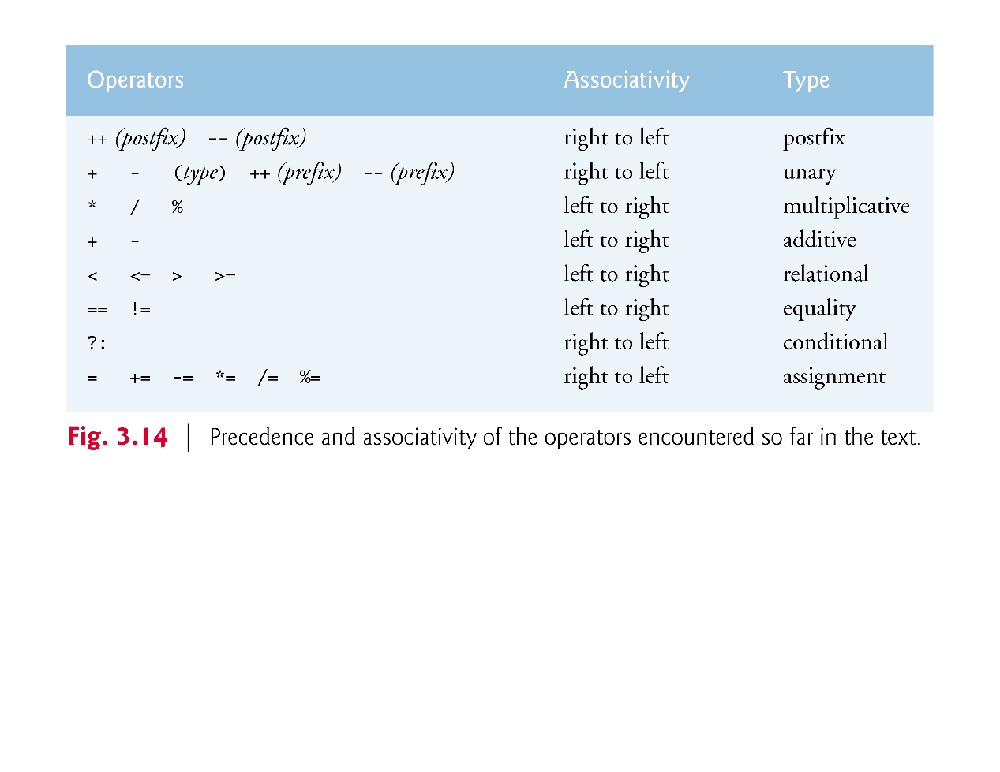 Operators Associativity Type
++ (postfix) -- (postfix) right to left postfix
+ - (type) ++ (prefix) -- (prefix) right to left unary
* / % left to right multiplicative
+ - left to right additive
< <= > >= left to right relational
== != left to right equality
?: right to left conditional
= += -= *= /= %= right to left assignment
Fig. 3.14 | Precedence and associativity of the operators encountered so far in the text.